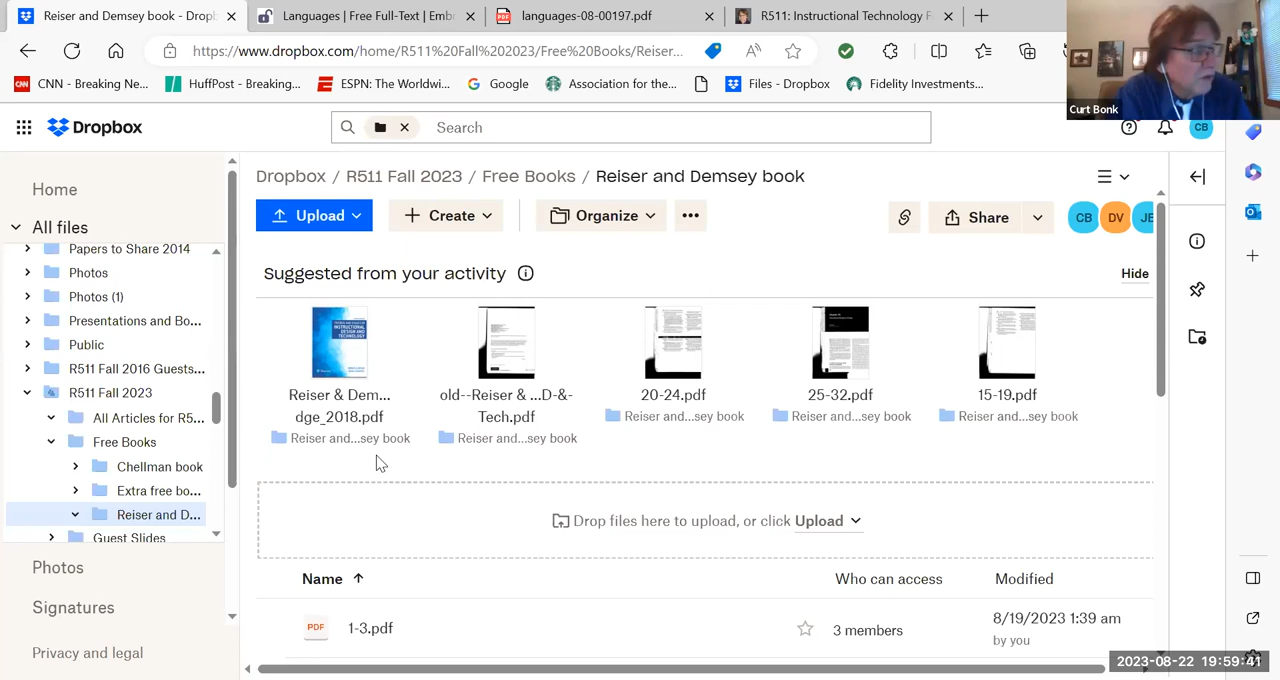 Reiser and Demsey book - Dropb
Languages | Free Full-Text | Emb
languages-08-00197.pdf
R511: Instructional Technology F
https://www.dropbox.com/home/R511%20Fall%202023/Free%20Books/Reiser...
CNN - Breaking Ne...
HuffPost - Breaking...
ESPN: The Worldwi...
Google
Association for the...
Files - Dropbox
Fidelity Investments...
Curt Bonk
Dropbox
Search
CB
Home
All files
Papers to Share 2014
Photos
Photos (1)
Presentations and Bo...
Public
R511 Fall 2016 Guests...
R511 Fall 2023
All Articles for R5...
Free Books
Chellman book
Extra free bo...
Reiser and D...
Guest Slides
Photos
Signatures
Privacy and legal
Dropbox / R511 Fall 2023 / Free Books / Reiser and Demsey book
Upload
Create
Organize
Share
CB
DV
JE
Suggested from your activity
Hide
INSTRUCTIONAL
DESIGN AND
TECHNOLOGY
Reiser & Dem...
dge_2018.pdf
Reiser and...sey book
old--Reiser & ...D-&-
Tech.pdf
Reiser and...sey book
20-24.pdf
Reiser and...sey book
25-32.pdf
Reiser and...sey book
15-19.pdf
Reiser and...sey book
Drop files here to upload, or click Upload
Name
Who can access
Modified
PDF
1-3.pdf
3 members
8/19/2023 1:39 am
by you
2023-08-22 19:59:41